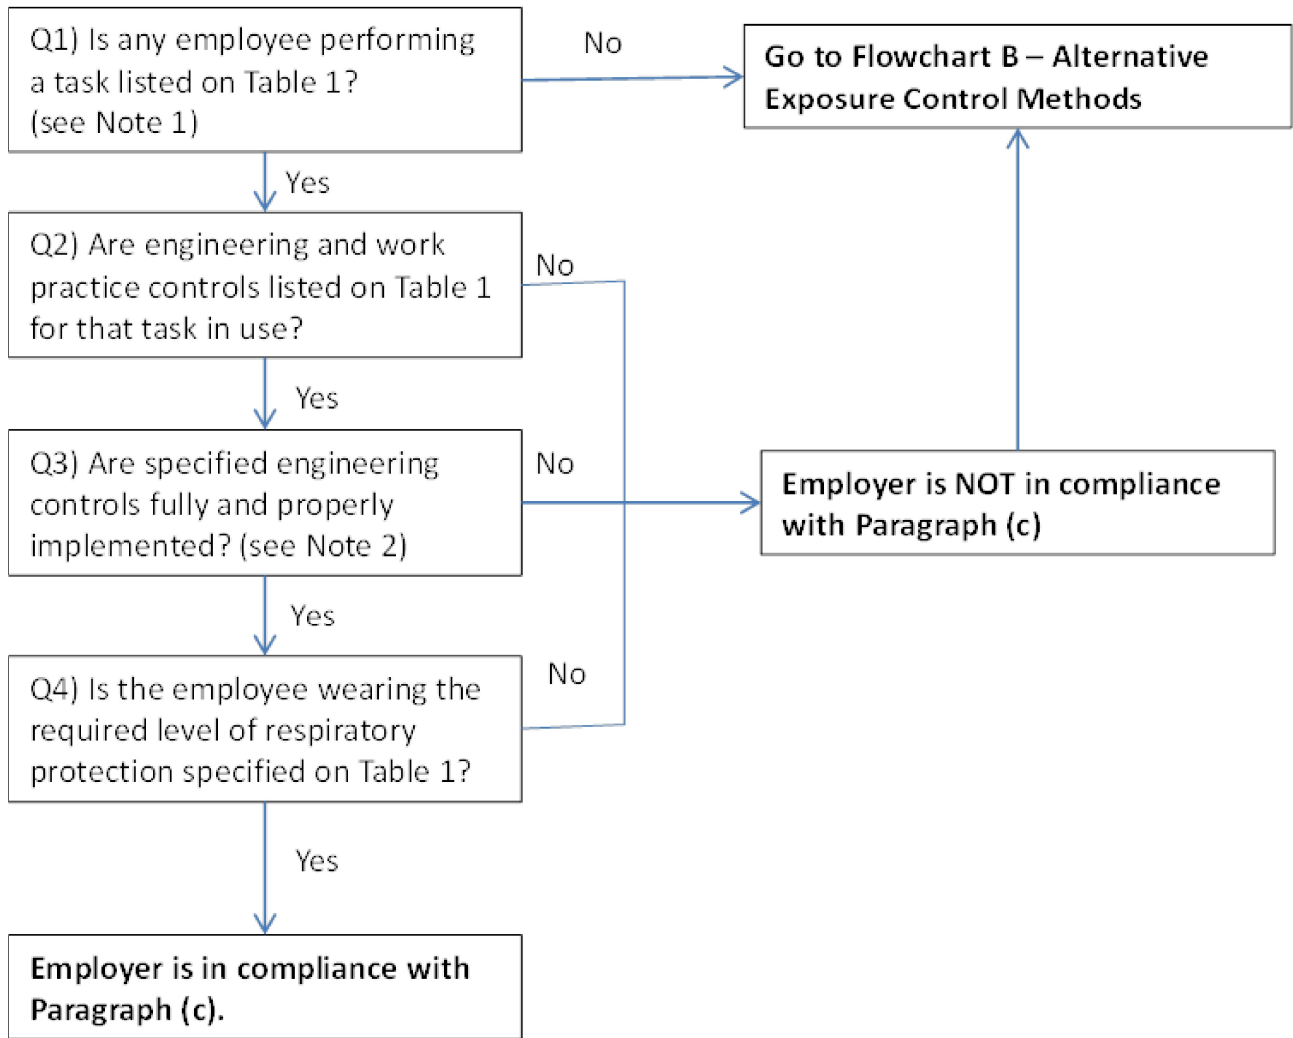 Q1) Is any employee performing
a task listed on Table 1?
(see Note 1)
No
Go to Flowchart B – Alternative
Exposure Control Methods
Yes
Q2) Are engineering and work
practice controls listed on Table 1
for that task in use?
No
Yes
Q3) Are specified engineering
controls fully and properly
implemented? (see Note 2)
No
Employer is NOT in compliance
with Paragraph (c)
Yes
Q4) Is the employee wearing the
required level of respiratory
protection specified on Table 1?
No
Yes
Employer is in compliance with
Paragraph (c).